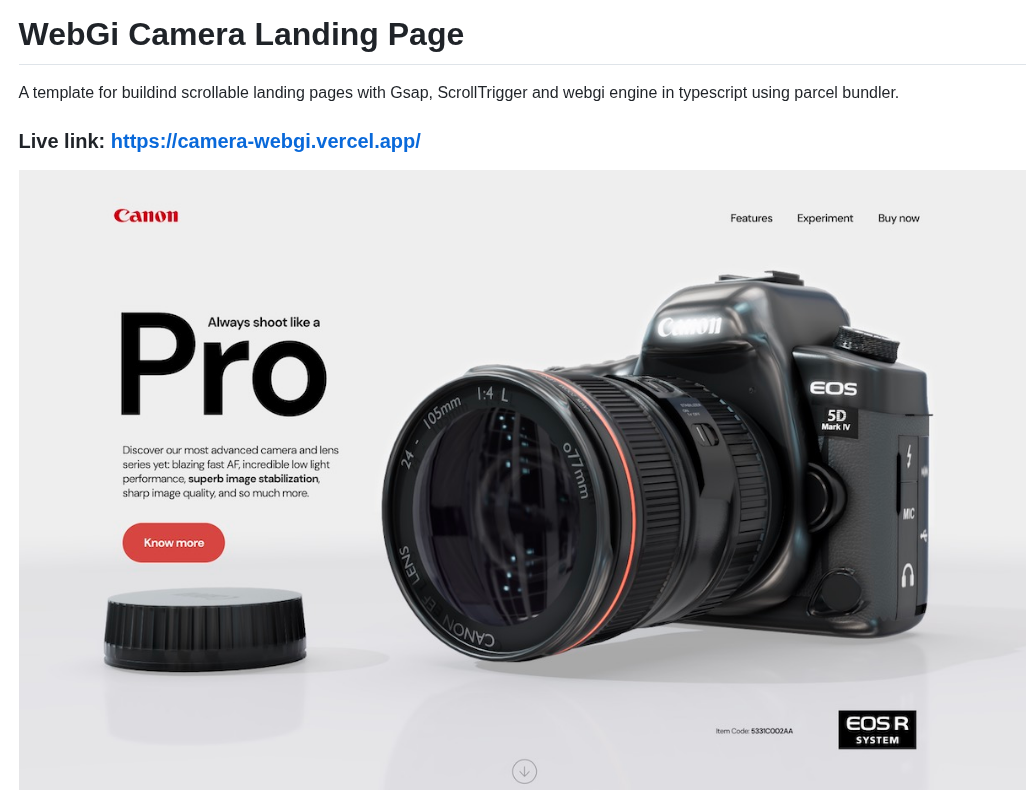 WebGi Camera Landing Page
A template for buildind scrollable landing pages with Gsap, ScrollTrigger and webgi engine in typescript using parcel bundler.
Live link: https://camera-webgi.vercel.app/
Canon
Features Experiment Buy now
Always shoot like a
Pro
Discover our most advanced camera and lens
series yet: blazing fast AF, incredible low light
performance, superb image stabilization,
sharp image quality, and so much more.
Know more
Canon
EOS
5D
Mark IV
MIC
24 - 105mm 1:4 L
ø77mm
CANON EF LENS
Item Code: 5331C002AA
EOS R
SYSTEM